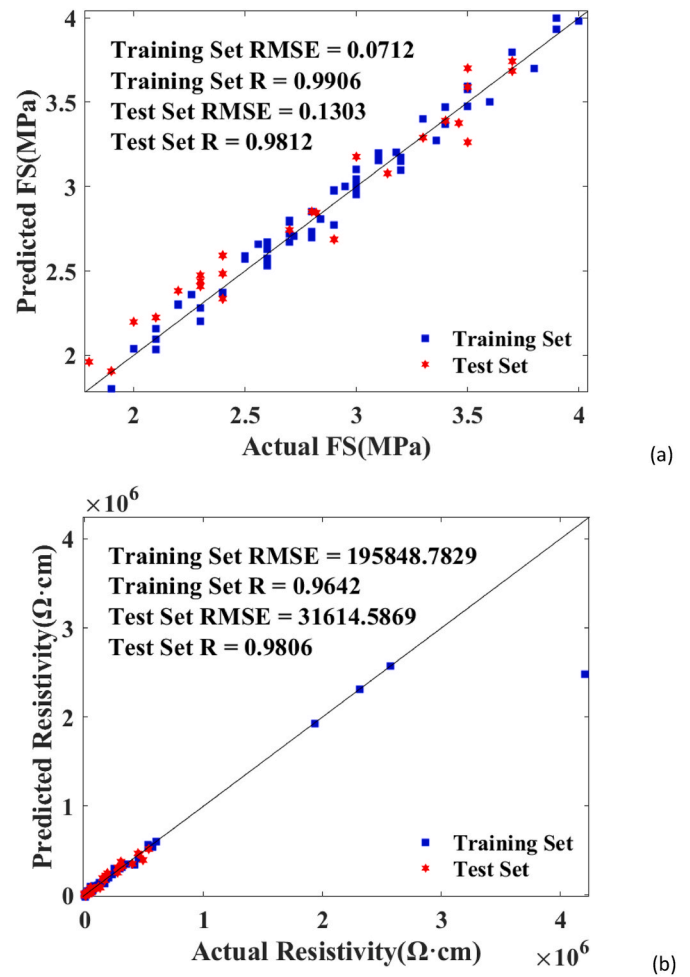 4
Training Set RMSE = 0.0712
Training Set R = 0.9906
Test Set RMSE = 0.1303
Test Set R = 0.9812
3.5
3
2.5
2
Predicted FS(MPa)
Training Set
Test Set
2 2.5 3 3.5 4
Actual FS(MPa)
(a)
×10⁶
4
Training Set RMSE = 195848.7829
Training Set R = 0.9642
Test Set RMSE = 31614.5869
Test Set R = 0.9806
3
2
1
0
Predicted Resistivity(Ω·cm)
Training Set
Test Set
0 1 2 3 4
Actual Resistivity(Ω·cm)
×10⁶
(b)